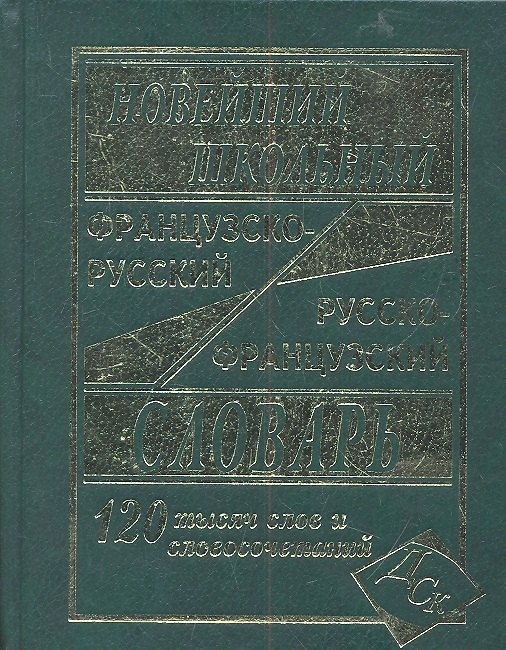 НОВЕЙШИЙ
ШКОЛЬНЫЙ
ФРАНЦУЗСКО-
РУССКИЙ
РУССКО-
ФРАНЦУЗСКИЙ
СЛОВАРЬ
120 тысяч слов и
словосочетаний
ДСК